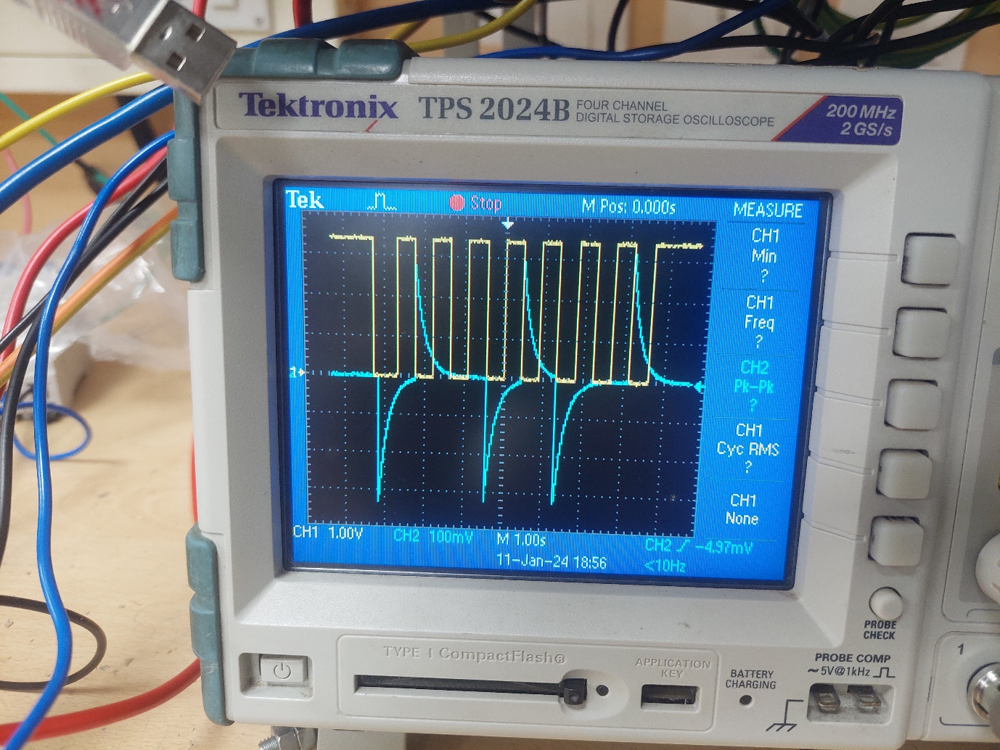 Tektronix TPS 2024B FOUR CHANNEL
DIGITAL STORAGE OSCILLOSCOPE
200 MHz
2 GS/s
Tek Stop M Pos: 0.000s MEASURE
CH1
Min
?
CH1
Freq
?
CH2
Pk-Pk
?
CH1
Cyc RMS
?
CH1
None
CH1 1.00V CH2 100mV M 1.00s CH2 -4.97mV
11-Jan-24 18:56 <10Hz
PROBE
CHECK
TYPE I CompactFlash®
APPLICATION
KEY
BATTERY
CHARGING
PROBE COMP
~5V@1kHz
1